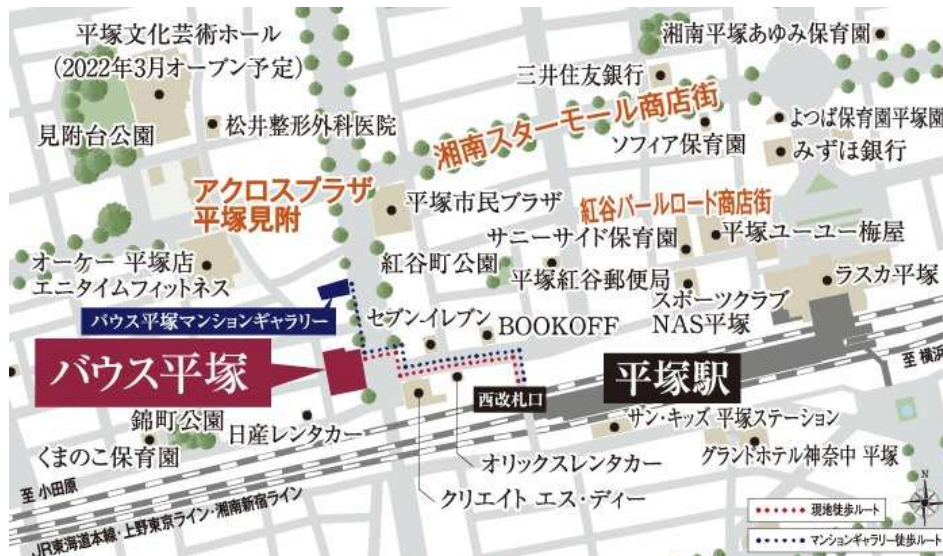 平塚文化芸術ホール
(2022年3月オープン予定)
見附台公園
松井整形外科医院
湘南平塚あゆみ保育園
三井住友銀行
湘南スターモール商店街
ソフィア保育園
よつば保育園平塚園
みずほ銀行
アクロスプラザ
平塚見附
平塚市民プラザ
紅谷パールロード商店街
サニーサイド保育園
平塚ユーユー梅屋
オーケー 平塚店
エニタイムフィットネス
紅谷町公園
平塚紅谷郵便局
ラスカ平塚
スポーツクラブ
NAS平塚
バウス平塚マンションギャラリー
セブン-イレブン
BOOKOFF
バウス平塚
平塚駅
至 横浜
西改札口
錦町公園
日産レンタカー
くまのこ保育園
サン・キッズ 平塚ステーション
グランドホテル神奈中 平塚
オリックスレンタカー
クリエイト エス・ディー
至 小田原
JR東海道本線・上野東京ライン・湘南新宿ライン
N
現地徒歩ルート
マンションギャラリー徒歩ルート